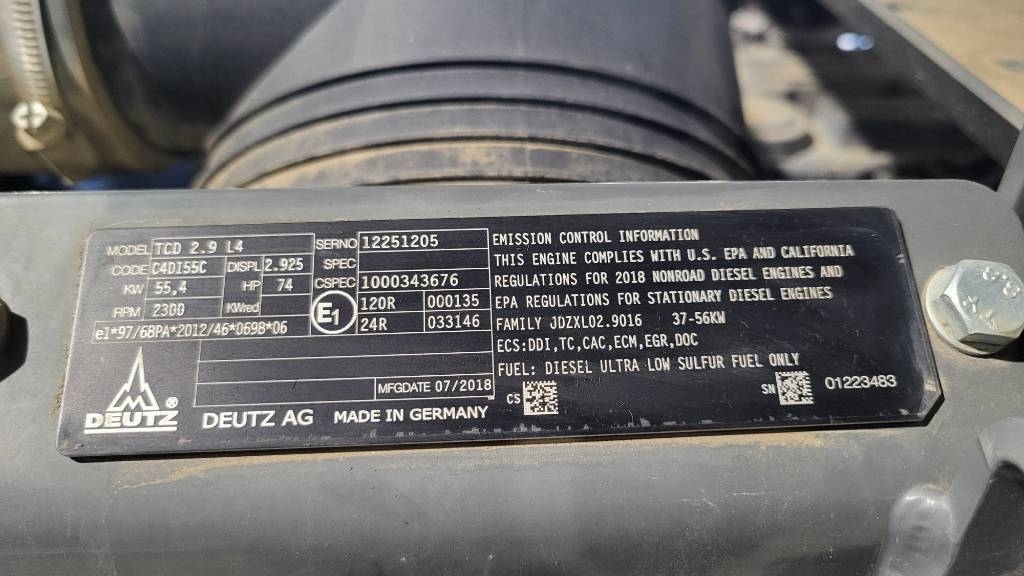 MODEL TCD 2.9 L4
CODE C4DI55C DISPL 2.925
KW 55,4 HP 74
RPM 2300 KWred
e1*97/68PA*2012/46*0698*06
SERNO 12251205
SPEC
CSPEC 1000343676
E1 120R 000135
24R 033146
MFGDATE 07/2018
DEUTZ®
DEUTZ AG MADE IN GERMANY
EMISSION CONTROL INFORMATION
THIS ENGINE COMPLIES WITH U.S. EPA AND CALIFORNIA
REGULATIONS FOR 2018 NONROAD DIESEL ENGINES AND
EPA REGULATIONS FOR STATIONARY DIESEL ENGINES
FAMILY JDZXL02.9016 37-56KW
ECS:DDI,TC,CAC,ECM,EGR,DOC
FUEL: DIESEL ULTRA LOW SULFUR FUEL ONLY
CS SN 01223483